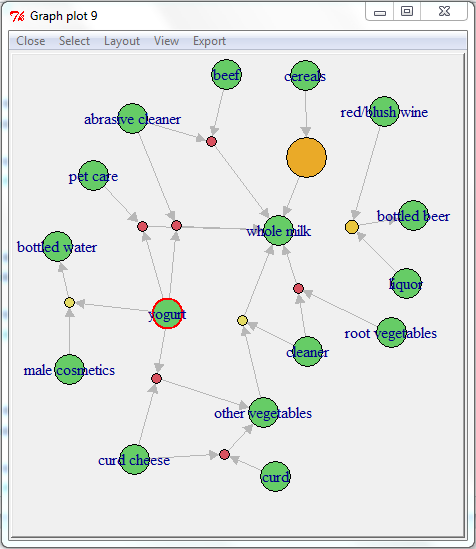 Graph plot 9
Close Select Layout View Export
beef
cereals
abrasive cleaner
red/blush wine
pet care
bottled beer
whole milk
bottled water
liquor
yogurt
root vegetables
cleaner
male cosmetics
other vegetables
curd cheese
curd